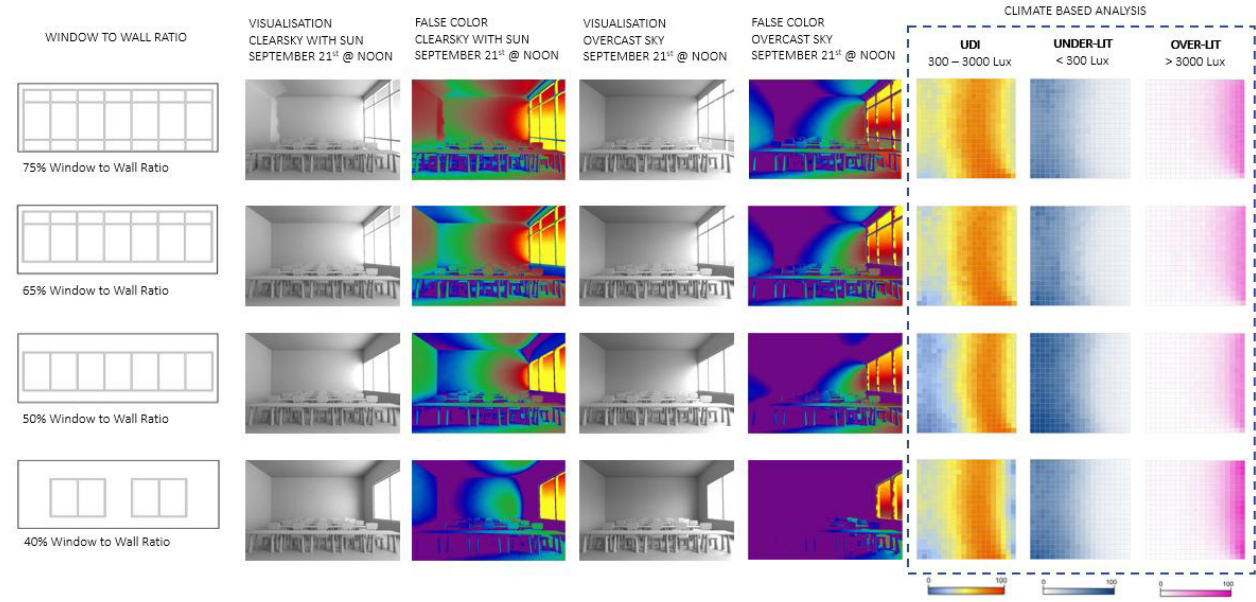 CLIMATE BASED ANALYSIS
WINDOW TO WALL RATIO
VISUALISATION
CLEARSKY WITH SUN
SEPTEMBER 21st @ NOON
FALSE COLOR
CLEARSKY WITH SUN
SEPTEMBER 21st @ NOON
VISUALISATION
OVERCAST SKY
SEPTEMBER 21st @ NOON
FALSE COLOR
OVERCAST SKY
SEPTEMBER 21st @ NOON
UDI
300 – 3000 Lux
UNDER-LIT
< 300 Lux
OVER-LIT
> 3000 Lux
75% Window to Wall Ratio
65% Window to Wall Ratio
50% Window to Wall Ratio
40% Window to Wall Ratio
0 100
0 100
0 100